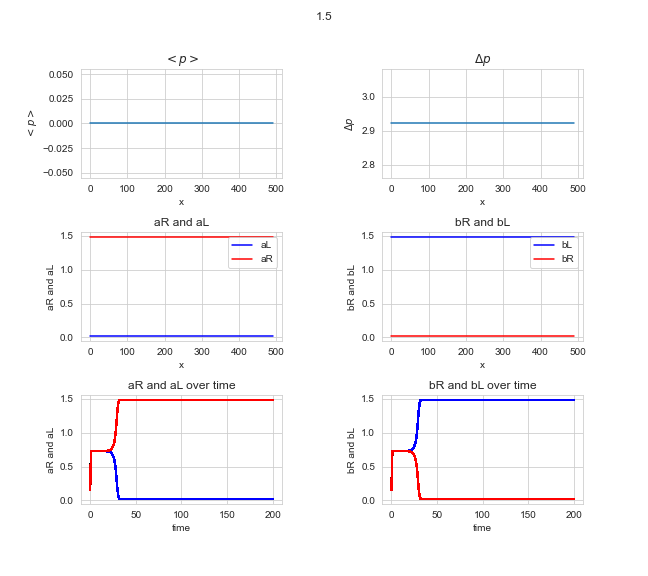 1.5
< p >
Δp
0.050
0.025
0.000
−0.025
−0.050
< p >
0 100 200 300 400 500
x
3.0
2.9
2.8
Δp
0 100 200 300 400 500
x
aR and aL
bR and bL
1.5
1.0
0.5
0.0
aR and aL
aL
aR
0 100 200 300 400 500
x
1.5
1.0
0.5
0.0
bR and bL
bL
bR
0 100 200 300 400 500
x
aR and aL over time
bR and bL over time
1.5
1.0
0.5
0.0
aR and aL
0 50 100 150 200
time
1.5
1.0
0.5
0.0
bR and bL
0 50 100 150 200
time